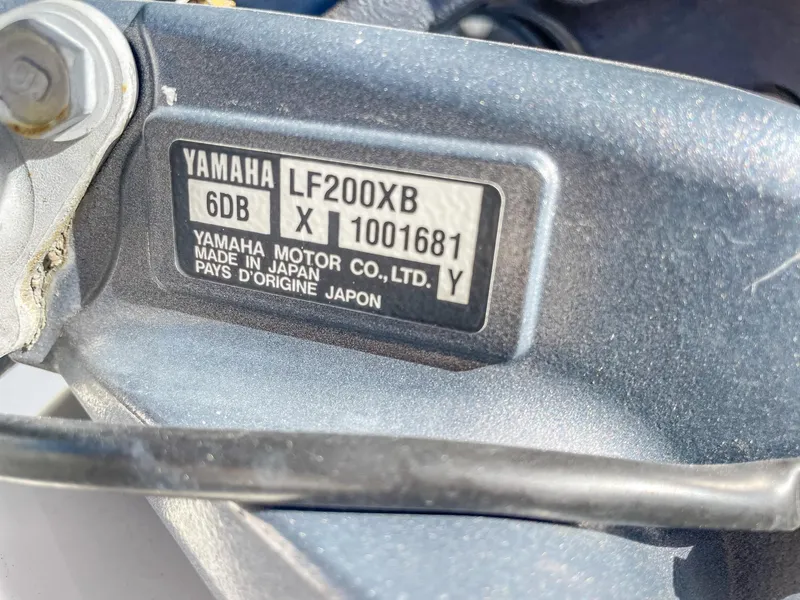 YAMAHA LF200XB
6DB X 1001681
YAMAHA MOTOR CO.,LTD. Y
MADE IN JAPAN
PAYS D'ORIGINE JAPON